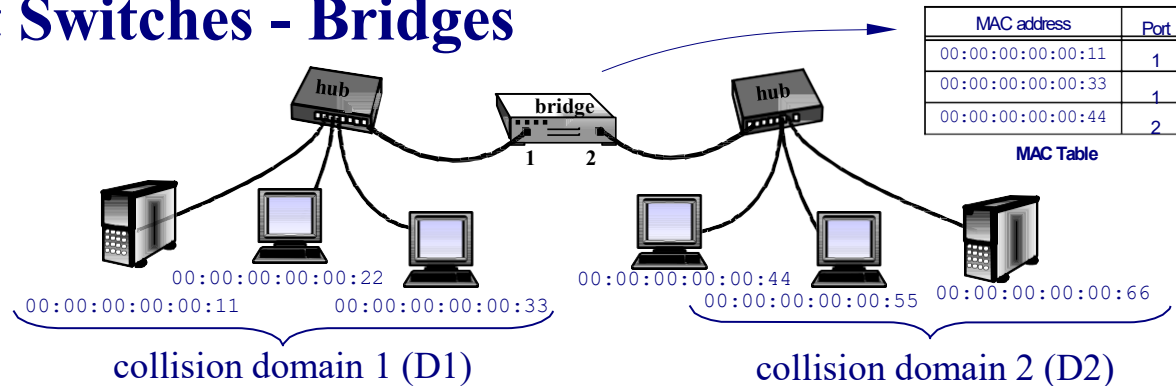 Switches - Bridges
MAC address Port
00:00:00:00:00:11 1
00:00:00:00:00:33 1
00:00:00:00:00:44 2
MAC Table
hub
bridge
hub
1 2
00:00:00:00:00:22
00:00:00:00:00:11
00:00:00:00:00:33
00:00:00:00:00:44
00:00:00:00:00:55
00:00:00:00:00:66
collision domain 1 (D1)
collision domain 2 (D2)